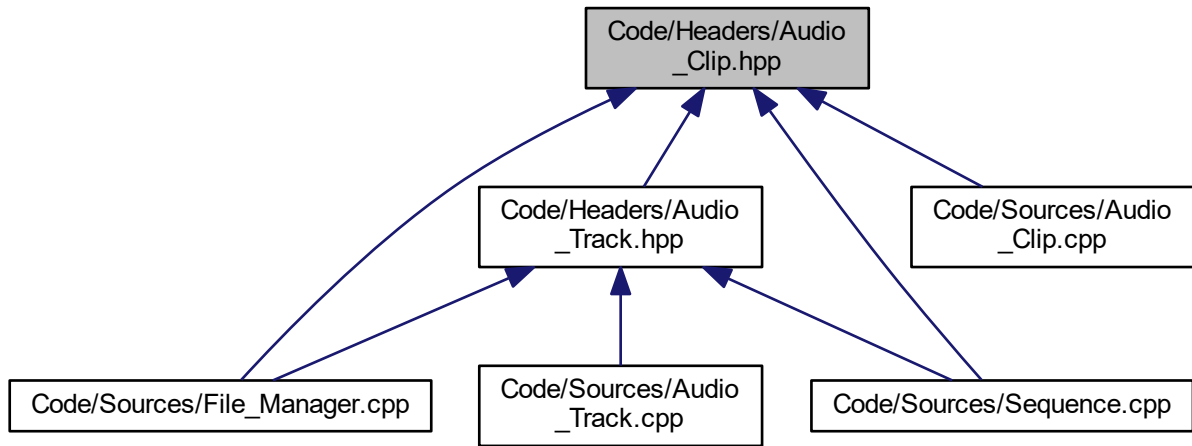 Code/Headers/Audio
_Clip.hpp
Code/Headers/Audio
_Track.hpp
Code/Sources/Audio
_Clip.cpp
Code/Sources/File_Manager.cpp
Code/Sources/Audio
_Track.cpp
Code/Sources/Sequence.cpp